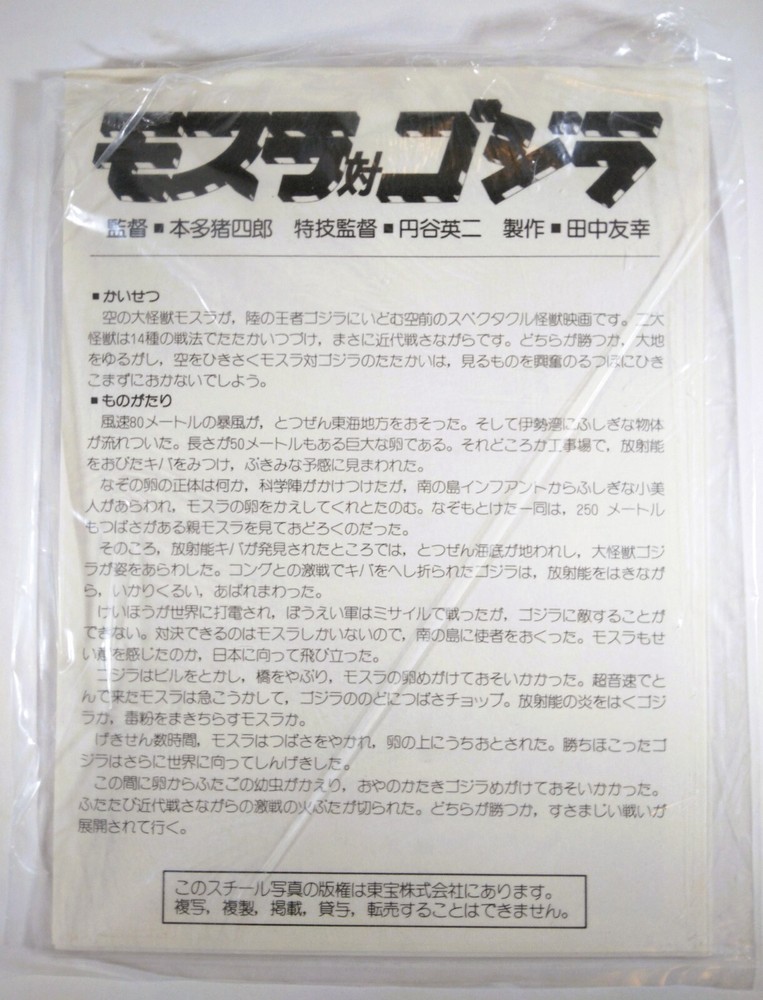 モスラ対ゴジラ
監督■本多猪四郎　特技監督■円谷英二　製作■田中友幸
■かいせつ
空の大怪獣モスラが，陸の王者ゴジラにいどむ空前のスペクタクル怪獣映画です。二大
怪獣は14種の戦法でたたかいつづけ，まさに近代戦さながらです。どちらが勝つか，大地
をゆるがし，空をひきさくモスラ対ゴジラのたたかいは，見るものを興奮のるつぼにひき
こまずにおかないでしょう。
■ものがたり
風速80メートルの暴風が，とつぜん東海地方をおそった。そして伊勢湾にふしぎな物体
が流れついた。長さが50メートルもある巨大な卵である。それどころか工事場で，放射能
をおびたキバをみつけ，ぶきみな予感に見まわれた。
なぞの卵の正体は何か，科学陣がかけつけたが，南の島インファントからふしぎな小美
人があらわれ，モスラの卵をかえしてくれとたのむ。なぞもとけた一同は，250 メートル
もつばさがある親モスラを見ておどろくのだった。
そのころ，放射能キバが発見されたところでは，とつぜん海底が地われし，大怪獣ゴジ
ラが姿をあらわした。コングとの激戦でキバをへし折られたゴジラは，放射能をはきなが
ら，いかりくるい，あばれまわった。
けいほうが世界に打電され，ぼうえい軍はミサイルで戦ったが，ゴジラに敵することが
できない。対決できるのはモスラしかいないので，南の島に使者をおくった。モスラもせ
い敵を感じたのか，日本に向って飛び立った。
ゴジラはビルをとかし，橋をやぶり，モスラの卵めがけておそいかかった。超音速でと
んで来たモスラは急こうかして，ゴジラののどにつばさチョップ。放射能の炎をはくゴジ
ラか，毒粉をまきちらすモスラか。
げきせん数時間，モスラはつばさをやかれ，卵の上にうちおとされた。勝ちほこったゴ
ジラはさらに世界に向ってしんげきした。
この間に卵からふたごの幼虫がかえり，おやのかたきゴジラめがけておそいかかった。
ふたたび近代戦さながらの激戦の火ぶたが切られた。どちらが勝つか，すさまじい戦いが
展開されて行く。
このスチール写真の版権は東宝株式会社にあります。
複写，複製，掲載，貸与，転売することはできません。